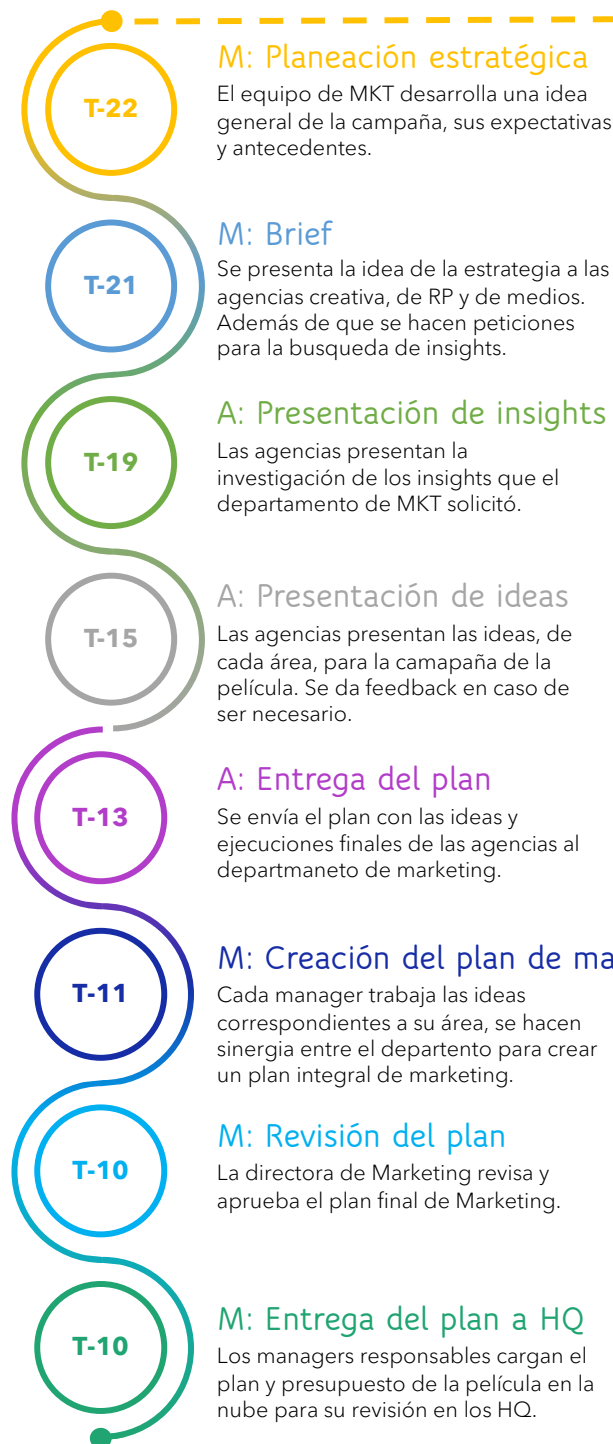 T-22
M: Planeación estratégica
El equipo de MKT desarrolla una idea
general de la campaña, sus expectativas
y antecedentes.
T-21
M: Brief
Se presenta la idea de la estrategia a las
agencias creativa, de RP y de medios.
Además de que se hacen peticiones
para la busqueda de insights.
T-19
A: Presentación de insights
Las agencias presentan la
investigación de los insights que el
departamento de MKT solicitó.
T-15
A: Presentación de ideas
Las agencias presentan las ideas, de
cada área, para la camapaña de la
película. Se da feedback en caso de
ser necesario.
T-13
A: Entrega del plan
Se envía el plan con las ideas y
ejecuciones finales de las agencias al
departmaneto de marketing.
T-11
M: Creación del plan de ma
Cada manager trabaja las ideas
correspondientes a su área, se hacen
sinergia entre el departento para crear
un plan integral de marketing.
T-10
M: Revisión del plan
La directora de Marketing revisa y
aprueba el plan final de Marketing.
T-10
M: Entrega del plan a HQ
Los managers responsables cargan el
plan y presupuesto de la película en la
nube para su revisión en los HQ.